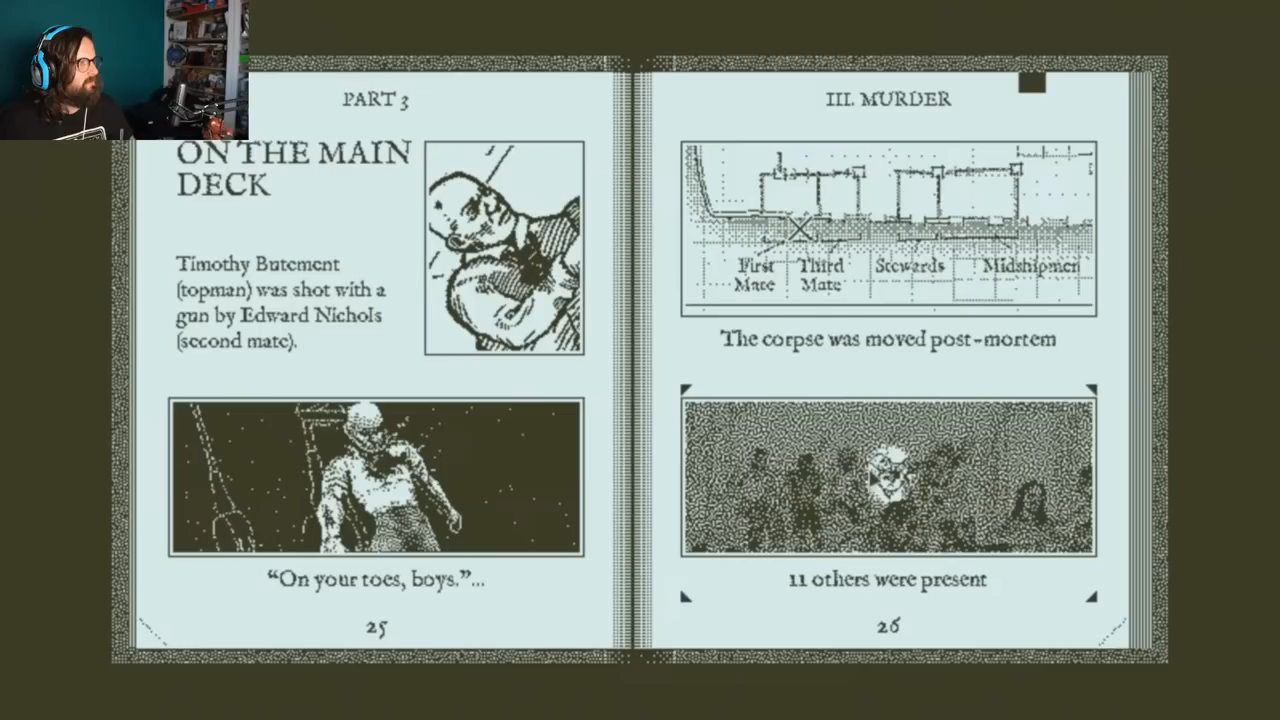 PART 3
ON THE MAIN
DECK
Timothy Butement
(topman) was shot with a
gun by Edward Nichols
(second mate).
"On your toes, boys."...
25
III. MURDER
First Mate
Third Mate
Stewards
Midshipmen
The corpse was moved post-mortem
11 others were present
26